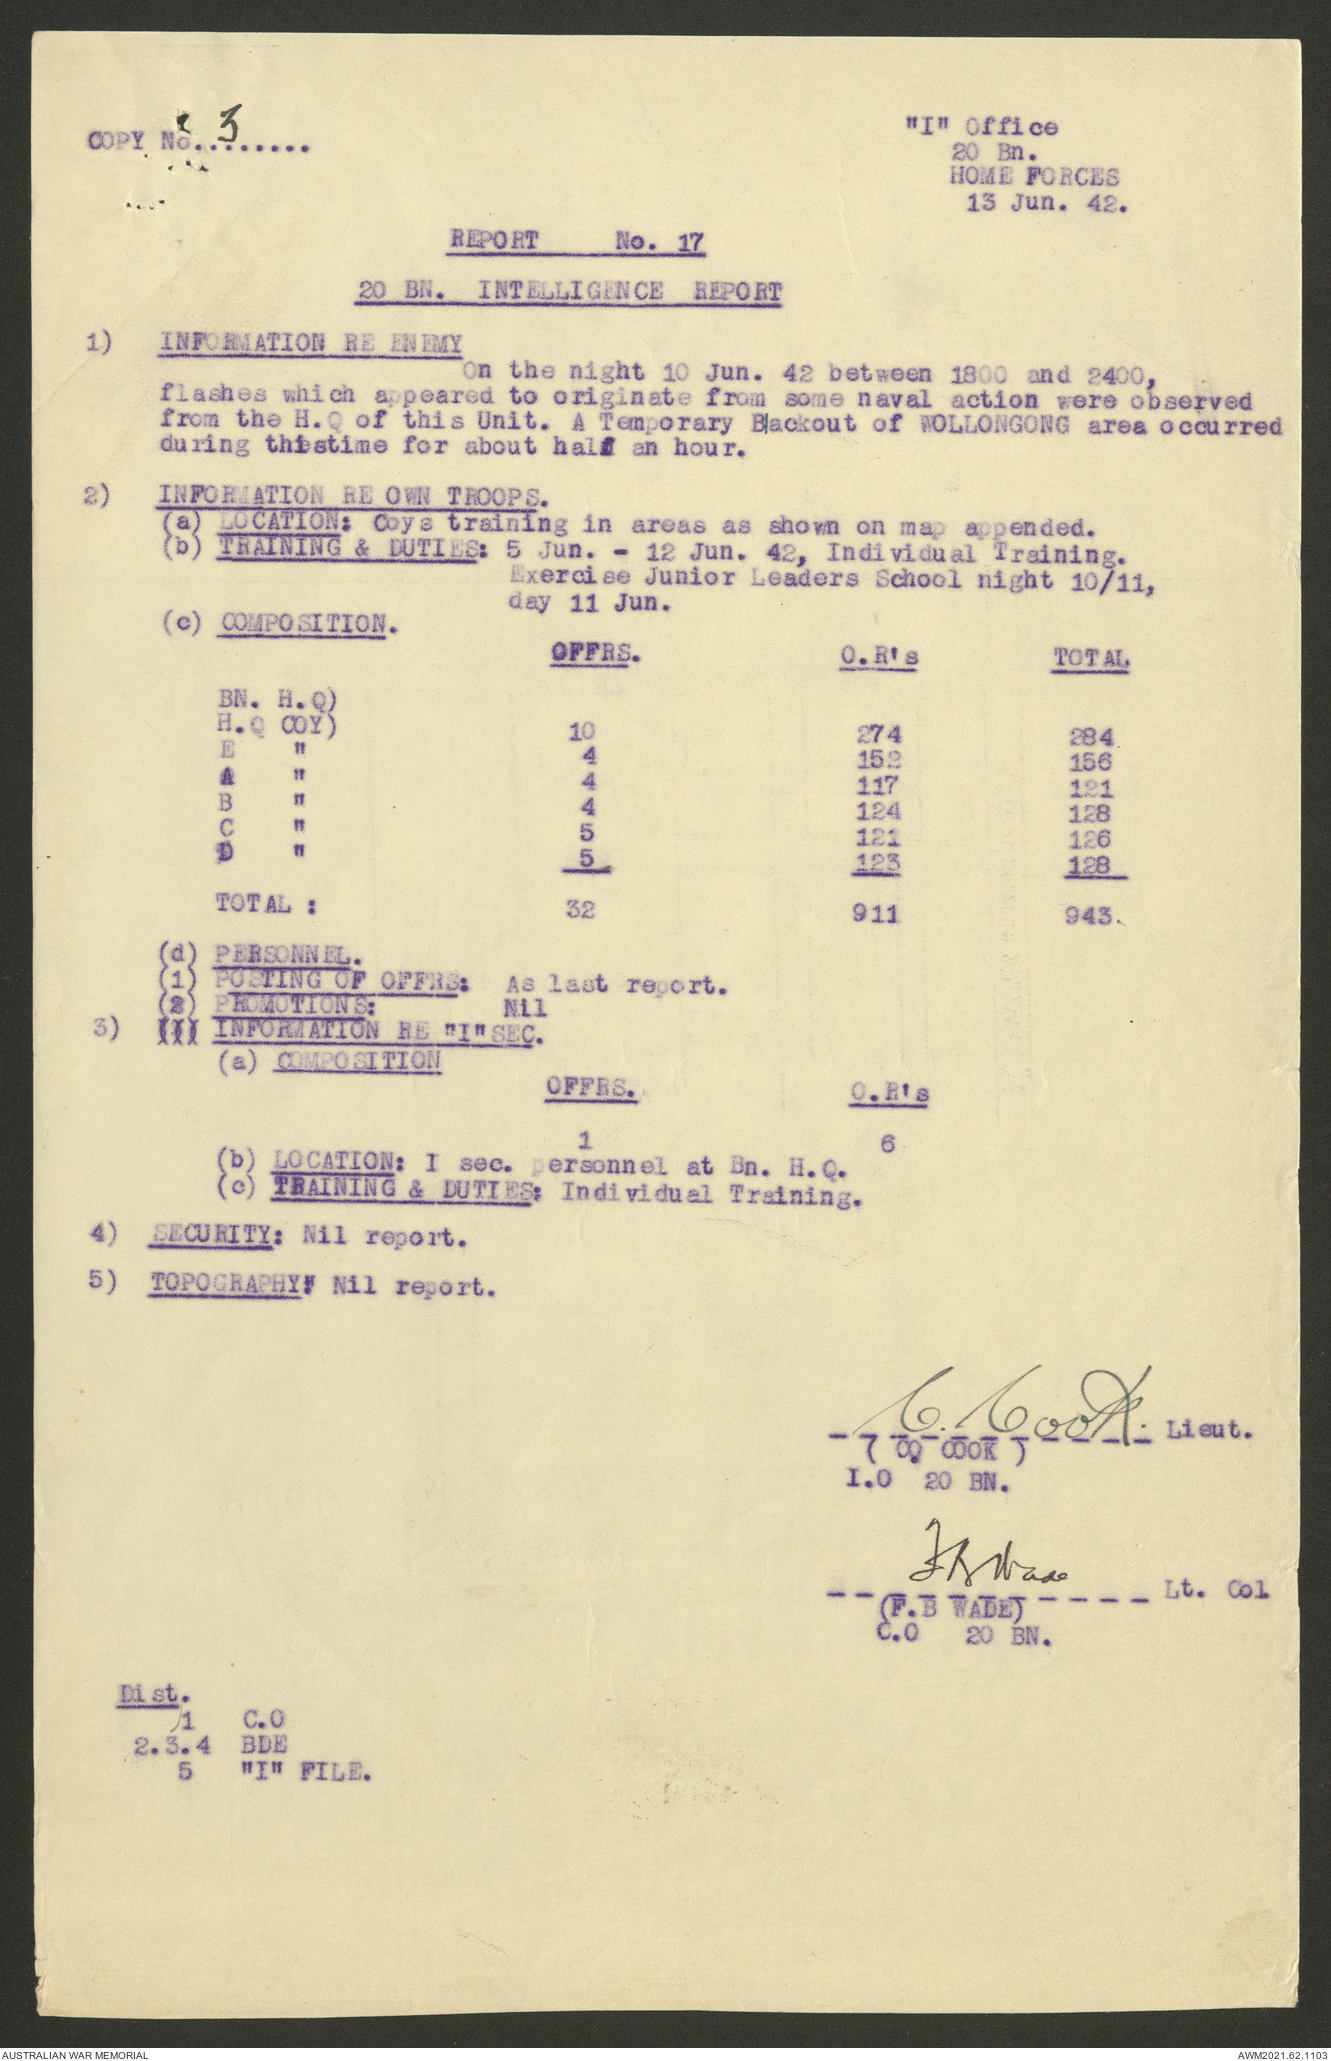 COPY No. 3
"I" Office
20 Bn.
HOME FORCES
13 Jun. 42.
REPORT No. 17
20 BN. INTELLIGENCE REPORT
1) INFORMATION RE ENEMY
On the night 10 Jun. 42 between 1800 and 2400,
flashes which appeared to originate from some naval action were observed
from the H.Q of this Unit. A Temporary Blackout of WOLLONGONG area occurred
during thistime for about half an hour.
2) INFORMATION RE OWN TROOPS.
(a) LOCATION: Coys training in areas as shown on map appended.
(b) TRAINING & DUTIES: 5 Jun. - 12 Jun. 42, Individual Training.
Exercise Junior Leaders School night 10/11,
day 11 Jun.
(c) COMPOSITION.
OFFRS. O.R's TOTAL
BN. H.Q)
H.Q COY) 10 274 284
E " 4 152 156
A " 4 117 121
B " 4 124 128
C " 5 121 126
D " 5 123 128
TOTAL : 32 911 943.
(d) PERSONNEL.
(1) POSTING OF OFFRS: As last report.
(2) PROMOTIONS: Nil
3) INFORMATION RE "I" SEC.
(a) COMPOSITION
OFFRS. O.R's
1 6
(b) LOCATION: I sec. personnel at Bn. H.Q.
(c) TRAINING & DUTIES: Individual Training.
4) SECURITY: Nil report.
5) TOPOGRAPHY: Nil report.
C. Cook. Lieut.
( CQ COOK )
I.O 20 BN.
F B Wade Lt. Col
(F.B WADE)
C.O 20 BN.
Dist.
1 C.O
2.3.4 BDE
5 "I" FILE.
AUSTRALIAN WAR MEMORIAL AWM2021.62.1103